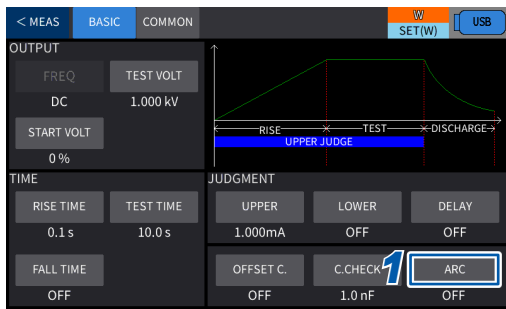 < MEAS BASIC COMMON W SET(W) USB
OUTPUT
FREQ TEST VOLT
DC 1.000 kV
START VOLT
0 %
RISE TEST DISCHARGE
UPPER JUDGE
TIME
RISE TIME TEST TIME
0.1 s 10.0 s
FALL TIME
OFF
JUDGMENT
UPPER LOWER DELAY
1.000mA OFF OFF
OFFSET C. C.CHECK 1 ARC
OFF 1.0 nF OFF